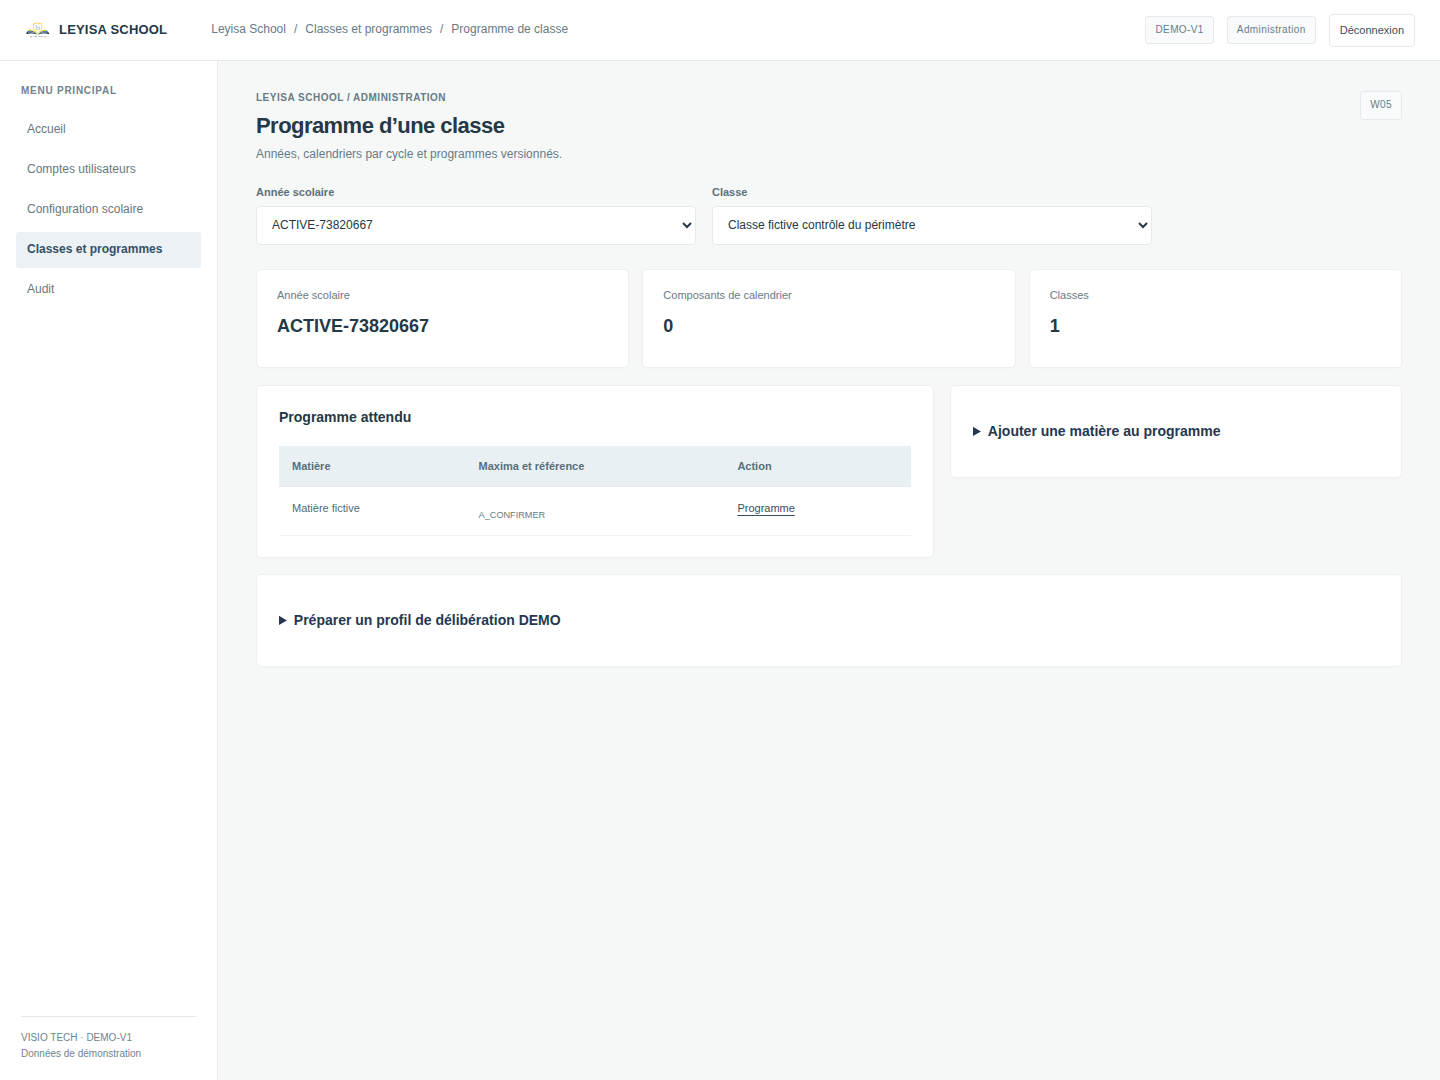 LEYISA SCHOOL
Leyisa School / Classes et programmes / Programme de classe
DEMO-V1
Administration
Déconnexion
MENU PRINCIPAL
Accueil
Comptes utilisateurs
Configuration scolaire
Classes et programmes
Audit
VISIO TECH · DEMO-V1
Données de démonstration
LEYISA SCHOOL / ADMINISTRATION
W05
Programme d’une classe
Années, calendriers par cycle et programmes versionnés.
Année scolaire
Classe
ACTIVE-73820667
Classe fictive contrôle du périmètre
Année scolaire
ACTIVE-73820667
Composants de calendrier
0
Classes
1
Programme attendu
Matière Maxima et référence Action
Matière fictive A_CONFIRMER Programme
Ajouter une matière au programme
Préparer un profil de délibération DEMO